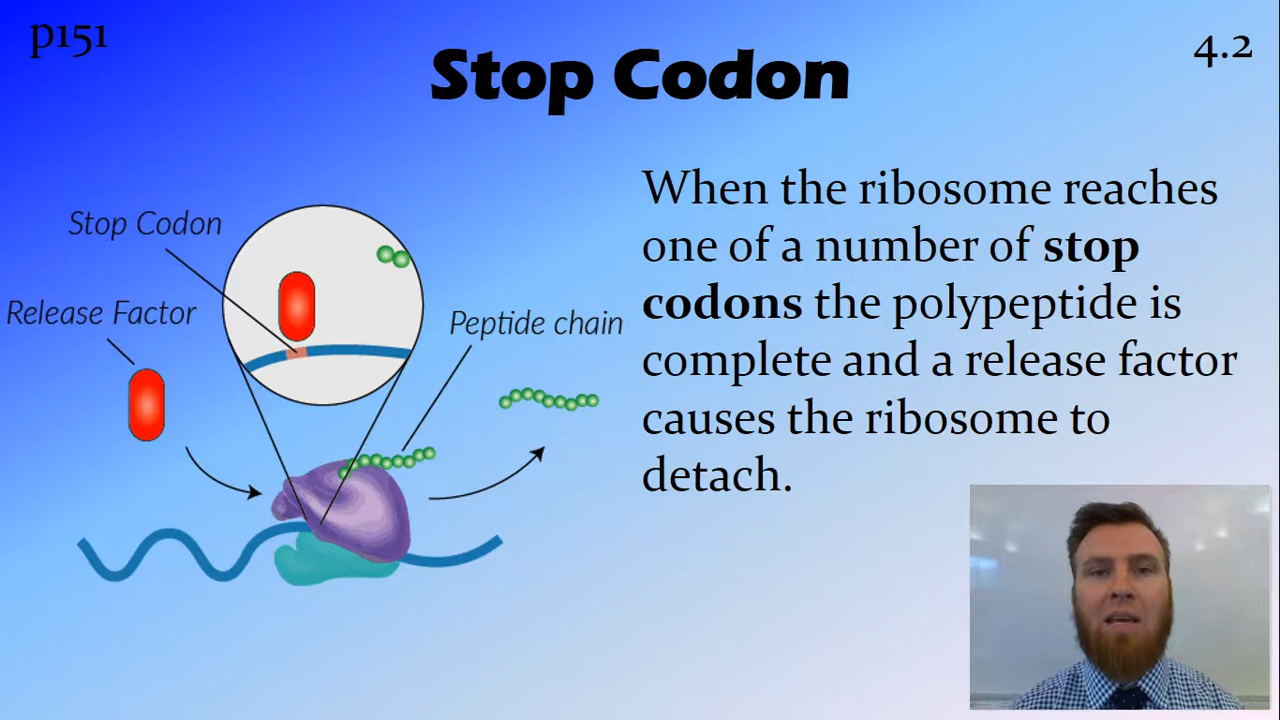 p151
4.2
Stop Codon
Stop Codon
Release Factor
Peptide chain
When the ribosome reaches
one of a number of stop
codons the polypeptide is
complete and a release factor
causes the ribosome to
detach.